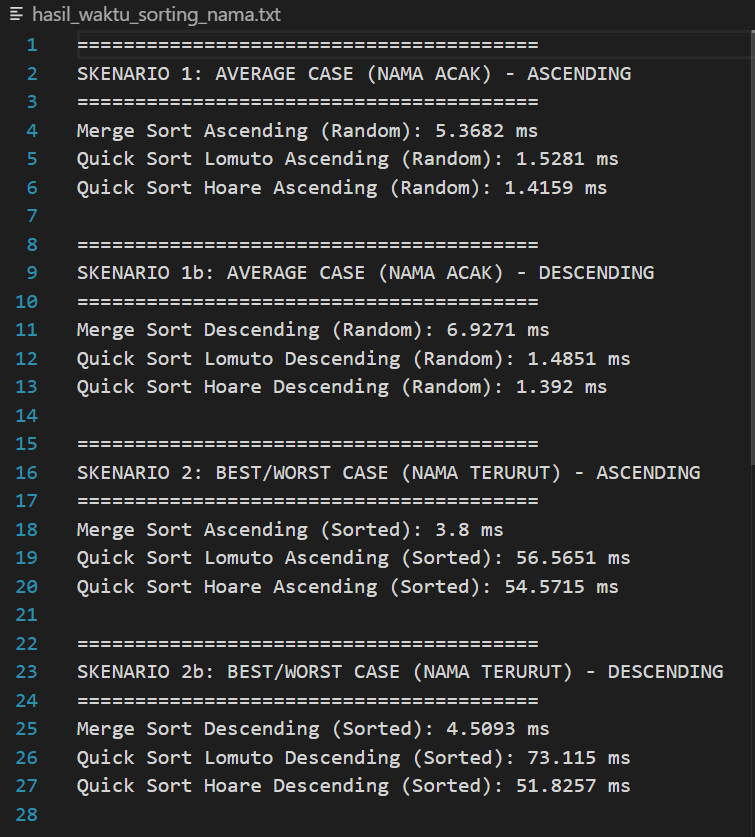 hasil_waktu_sorting_nama.txt
1 ========================================
2 SKENARIO 1: AVERAGE CASE (NAMA ACAK) - ASCENDING
3 ========================================
4 Merge Sort Ascending (Random): 5.3682 ms
5 Quick Sort Lomuto Ascending (Random): 1.5281 ms
6 Quick Sort Hoare Ascending (Random): 1.4159 ms
7
8 ========================================
9 SKENARIO 1b: AVERAGE CASE (NAMA ACAK) - DESCENDING
10 ========================================
11 Merge Sort Descending (Random): 6.9271 ms
12 Quick Sort Lomuto Descending (Random): 1.4851 ms
13 Quick Sort Hoare Descending (Random): 1.392 ms
14
15 ========================================
16 SKENARIO 2: BEST/WORST CASE (NAMA TERURUT) - ASCENDING
17 ========================================
18 Merge Sort Ascending (Sorted): 3.8 ms
19 Quick Sort Lomuto Ascending (Sorted): 56.5651 ms
20 Quick Sort Hoare Ascending (Sorted): 54.5715 ms
21
22 ========================================
23 SKENARIO 2b: BEST/WORST CASE (NAMA TERURUT) - DESCENDING
24 ========================================
25 Merge Sort Descending (Sorted): 4.5093 ms
26 Quick Sort Lomuto Descending (Sorted): 73.115 ms
27 Quick Sort Hoare Descending (Sorted): 51.8257 ms
28